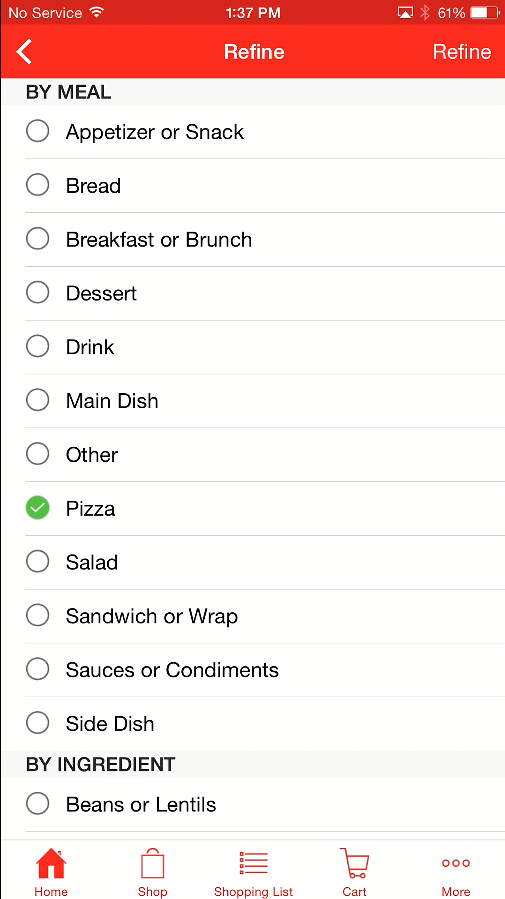 No Service 1:37 PM 61%
Refine Refine
BY MEAL
Appetizer or Snack
Bread
Breakfast or Brunch
Dessert
Drink
Main Dish
Other
Pizza
Salad
Sandwich or Wrap
Sauces or Condiments
Side Dish
BY INGREDIENT
Beans or Lentils
Home Shop Shopping List Cart More